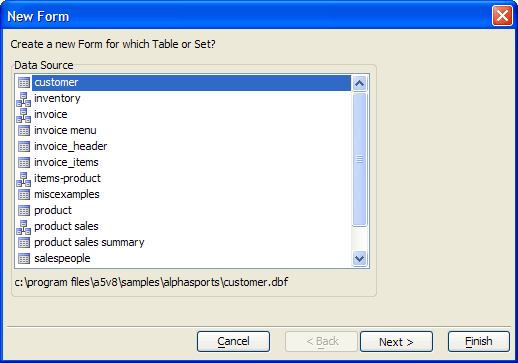 New Form
Create a new Form for which Table or Set?
Data Source
customer
inventory
invoice
invoice menu
invoice_header
invoice_items
items-product
miscexamples
product
product sales
product sales summary
salespeople
c:\program files\a5v8\samples\alphasports\customer.dbf
Cancel
< Back
Next >
Finish